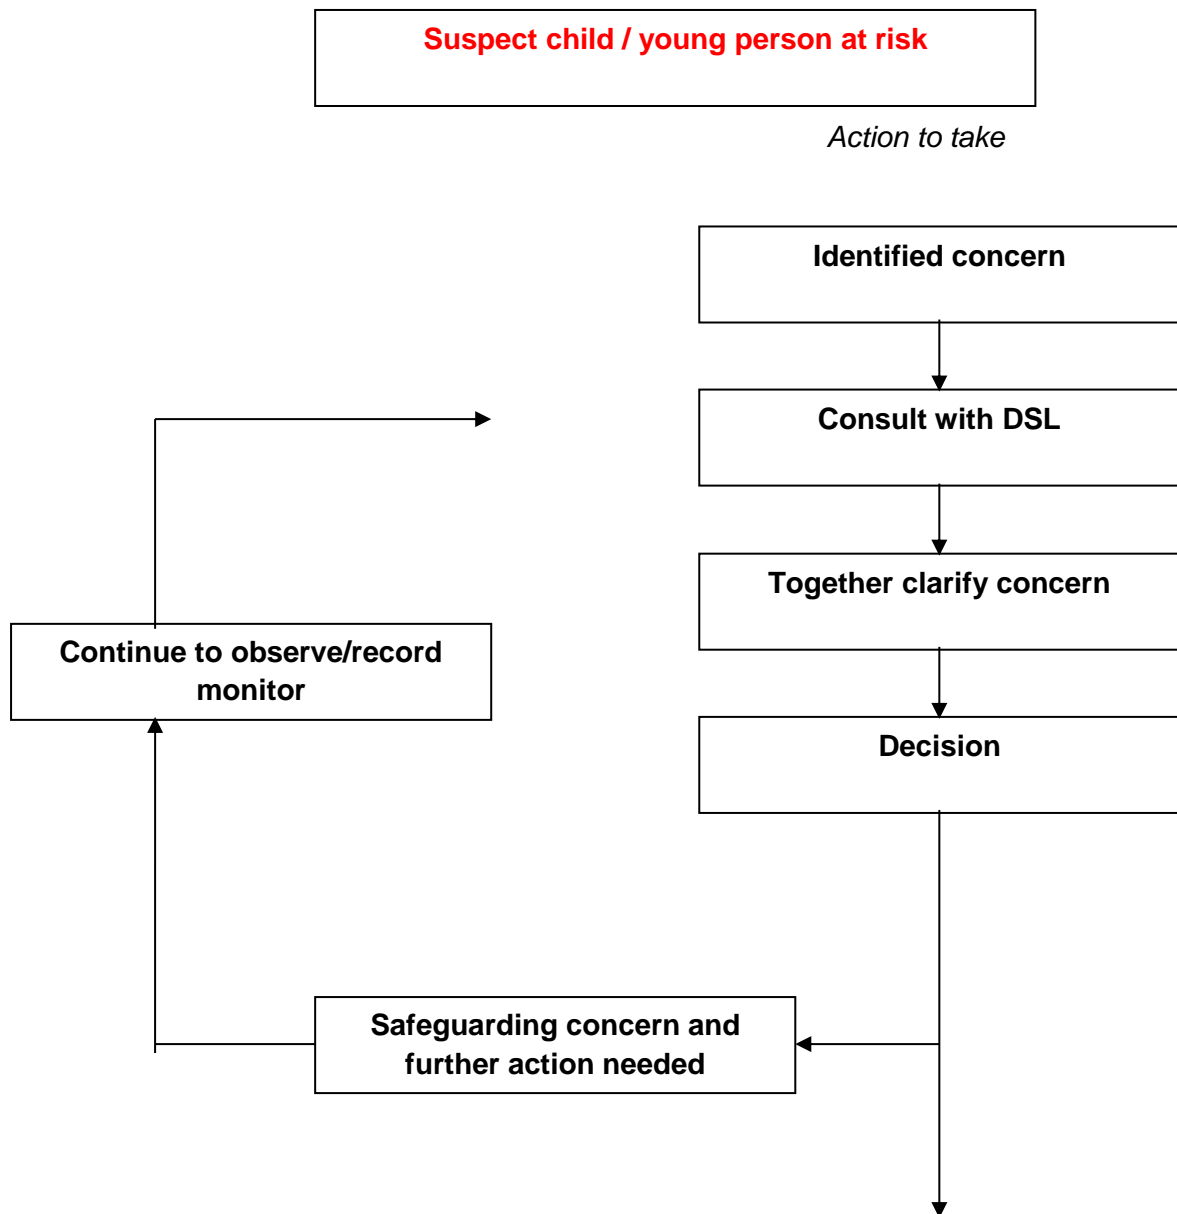 Suspect child / young person at risk
Action to take
Identified concern
Consult with DSL
Together clarify concern
Continue to observe/record
monitor
Decision
Safeguarding concern and
further action needed